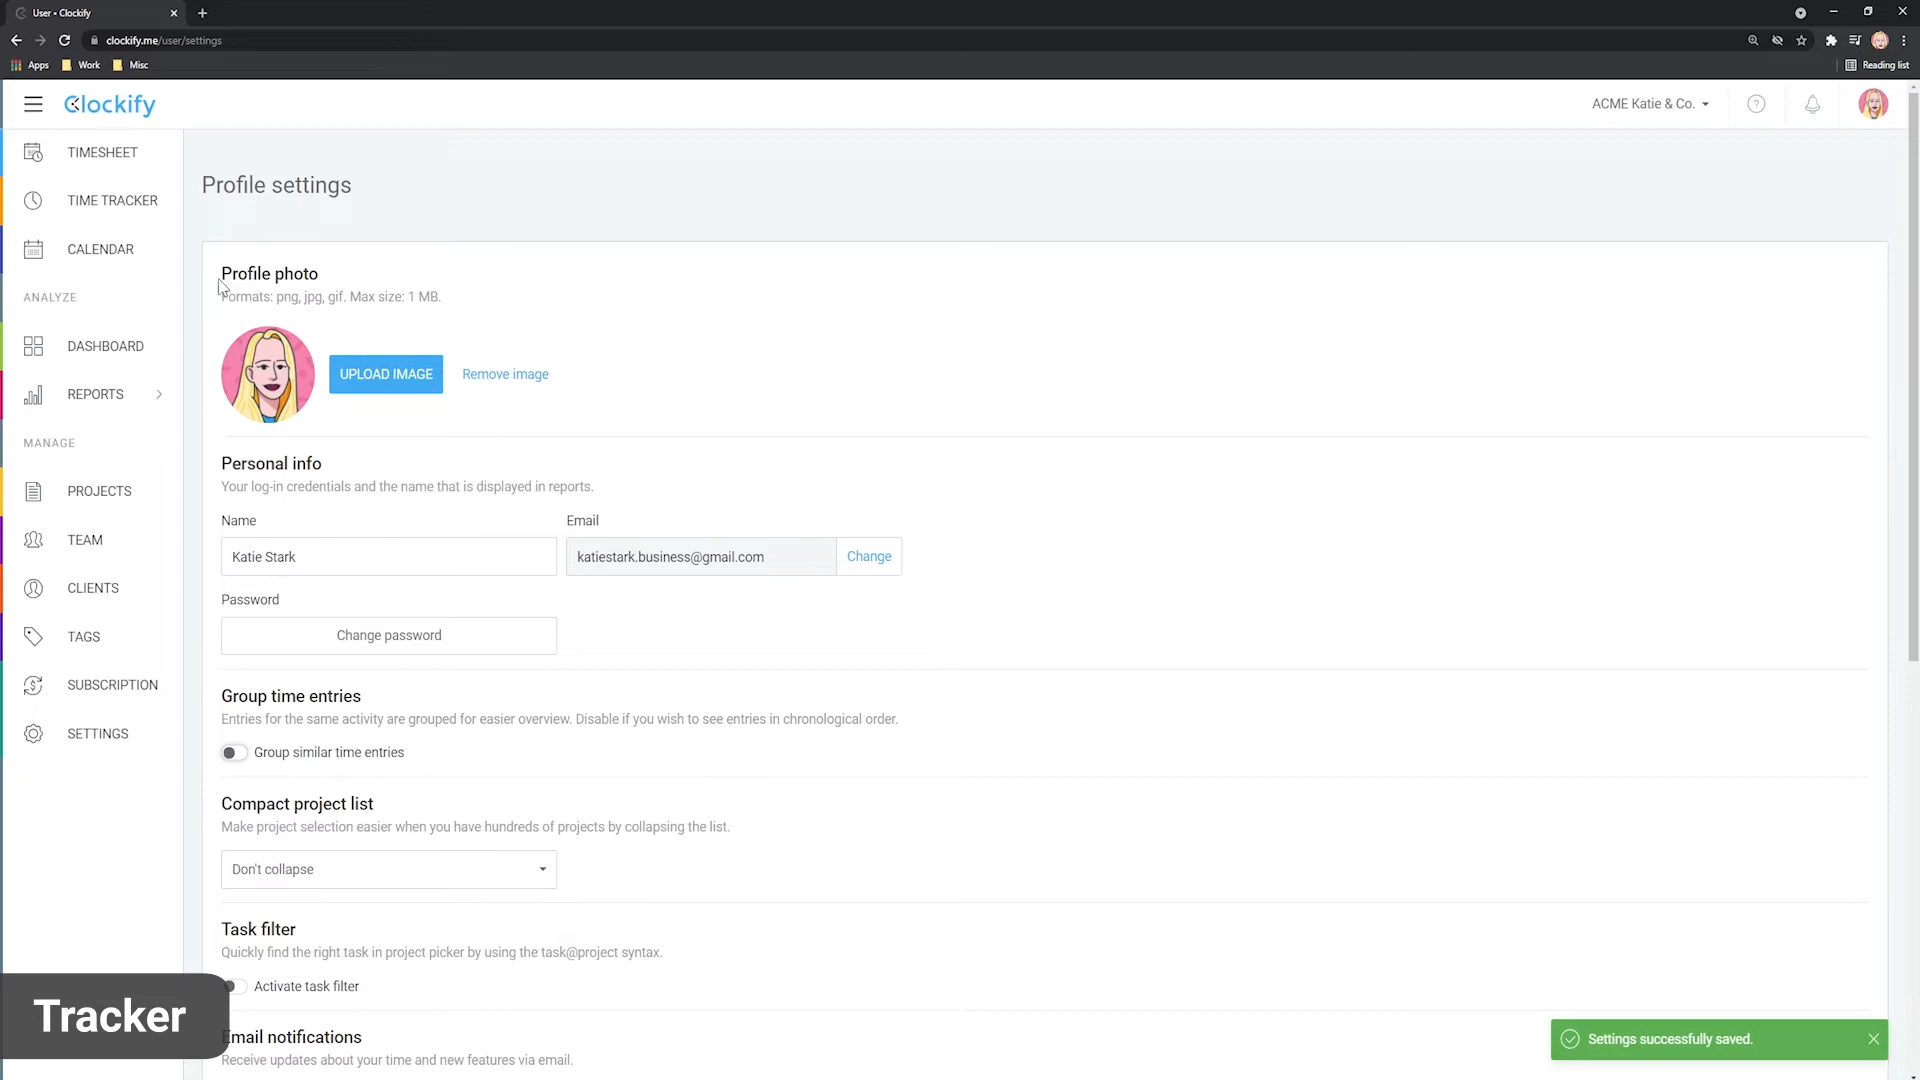 User • Clockify
clockify.me/user/settings
Apps
Work
Misc
Reading list
Clockify
ACME Katie & Co.
TIMESHEET
TIME TRACKER
CALENDAR
ANALYZE
DASHBOARD
REPORTS
MANAGE
PROJECTS
TEAM
CLIENTS
TAGS
SUBSCRIPTION
SETTINGS
Profile settings
Profile photo
Formats: png, jpg, gif. Max size: 1 MB.
UPLOAD IMAGE
Remove image
Personal info
Your log-in credentials and the name that is displayed in reports.
Name
Email
Katie Stark
katiestark.business@gmail.com
Change
Password
Change password
Group time entries
Entries for the same activity are grouped for easier overview. Disable if you wish to see entries in chronological order.
Group similar time entries
Compact project list
Make project selection easier when you have hundreds of projects by collapsing the list.
Don't collapse
Task filter
Quickly find the right task in project picker by using the task@project syntax.
Activate task filter
Email notifications
Receive updates about your time and new features via email.
Tracker
Settings successfully saved.